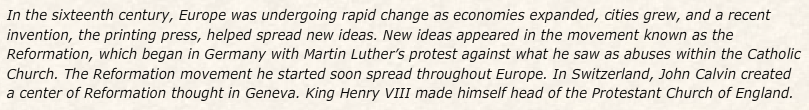 In the sixteenth century, Europe was undergoing rapid change as economies expanded, cities grew, and a recent
invention, the printing press, helped spread new ideas. New ideas appeared in the movement known as the
Reformation, which began in Germany with Martin Luther’s protest against what he saw as abuses within the Catholic
Church. The Reformation movement he started soon spread throughout Europe. In Switzerland, John Calvin created
a center of Reformation thought in Geneva. King Henry VIII made himself head of the Protestant Church of England.